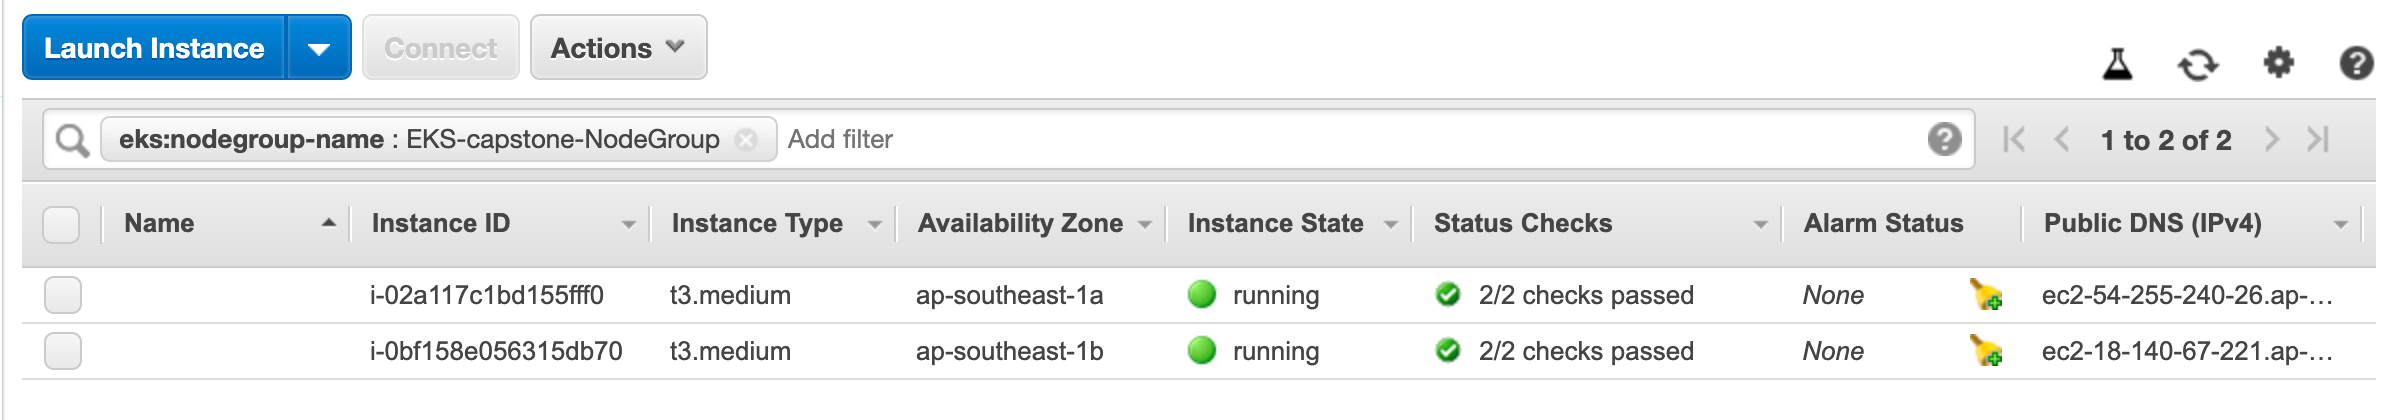 Launch Instance Connect Actions
eks:nodegroup-name : EKS-capstone-NodeGroup Add filter 1 to 2 of 2
Name Instance ID Instance Type Availability Zone Instance State Status Checks Alarm Status Public DNS (IPv4)
i-02a117c1bd155fff0 t3.medium ap-southeast-1a running 2/2 checks passed None ec2-54-255-240-26.ap-...
i-0bf158e056315db70 t3.medium ap-southeast-1b running 2/2 checks passed None ec2-18-140-67-221.ap-...